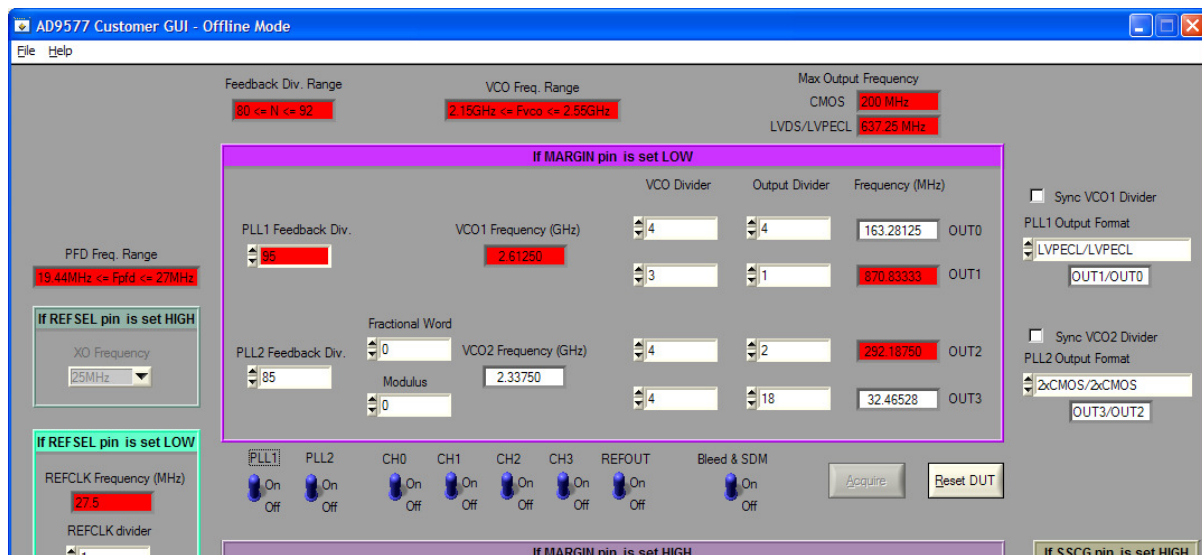 AD9577 Customer GUI - Offline Mode
File Help
Feedback Div. Range
80 <= N <= 92
VCO Freq. Range
2.15GHz <= Fvco <= 2.55GHz
Max Output Frequency
CMOS 200 MHz
LVDS/LVPECL 637.25 MHz
If MARGIN pin is set LOW
VCO Divider Output Divider Frequency (MHz)
PLL1 Feedback Div.
95
VCO1 Frequency (GHz)
2.61250
4 4 163.28125 OUT0
3 1 870.83333 OUT1
Fractional Word
0
PLL2 Feedback Div.
85
Modulus
0
VCO2 Frequency (GHz)
2.33750
4 2 292.18750 OUT2
4 18 32.46528 OUT3
Sync VCO1 Divider
PLL1 Output Format
LVPECL/LVPECL
OUT1/OUT0
Sync VCO2 Divider
PLL2 Output Format
2xCMOS/2xCMOS
OUT3/OUT2
PFD Freq. Range
19.44MHz <= Fpfd <= 27MHz
If REFSEL pin is set HIGH
XO Frequency
25MHz
If REFSEL pin is set LOW
REFCLK Frequency (MHz)
27.5
REFCLK divider
PLL1 PLL2 CH0 CH1 CH2 CH3 REFOUT Bleed & SDM
On On On On On On On On
Off Off Off Off Off Off Off Off
Acquire Reset DUT
If MARGIN pin is set HIGH
If SSCG pin is set HIGH